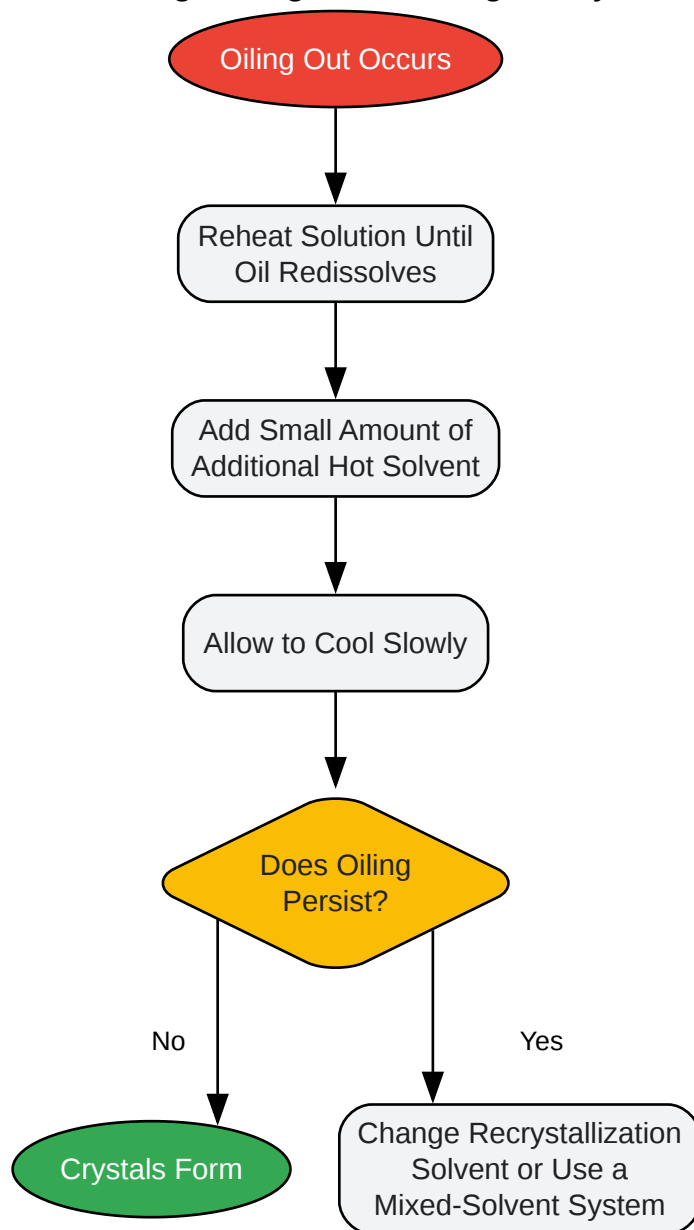 Oiling Out Occurs
Reheat Solution Until
Oil Redissolves
Add Small Amount of
Additional Hot Solvent
Allow to Cool Slowly
Does Oiling
Persist?
No
Yes
Crystals Form
Change Recrystallization
Solvent or Use a
Mixed-Solvent System